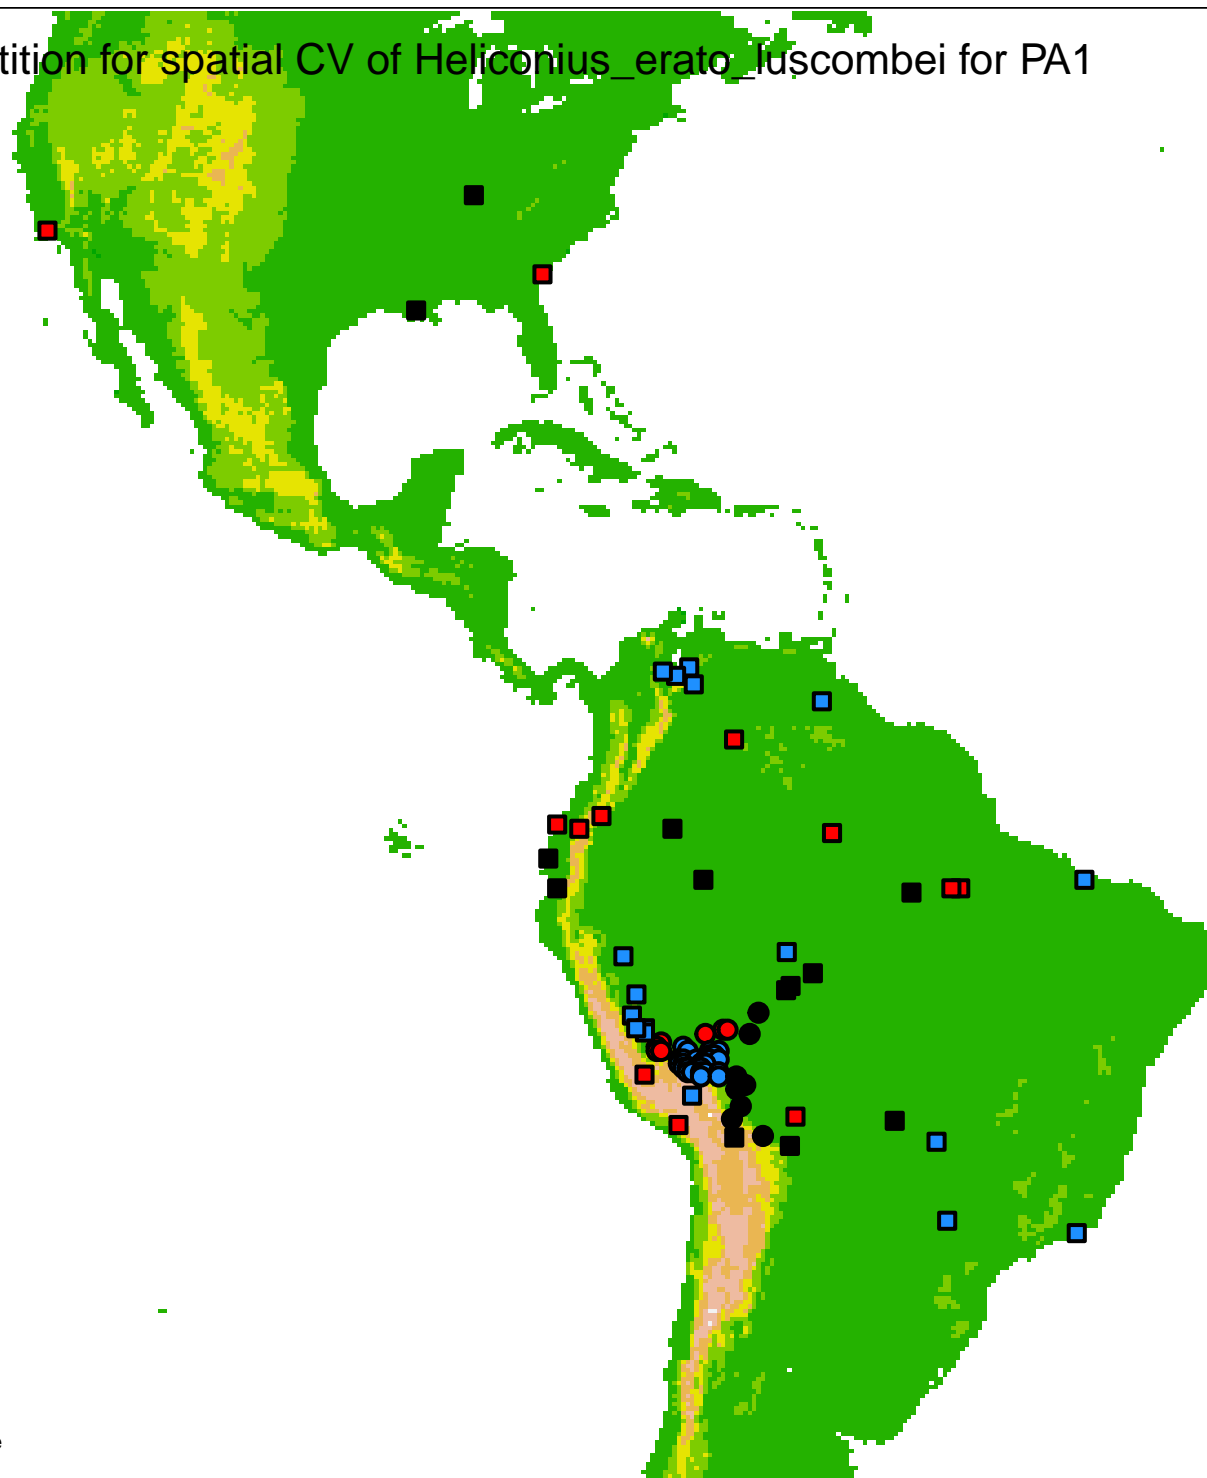 tition for spatial CV of Heliconius_erato_luscombei for PA1